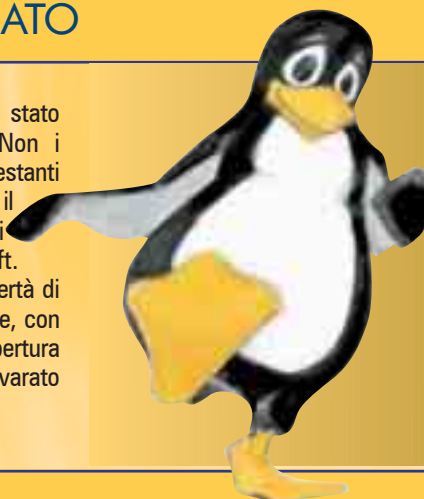 ATO
stato
Non i
estanti
il
i
ft.
ertà di
e, con
pertura
varato